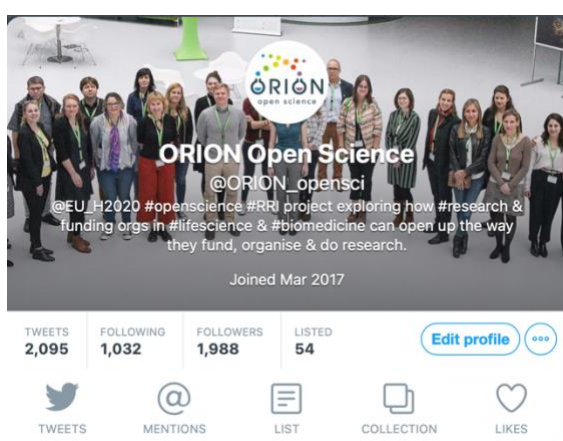 ORION
open science
ORION Open Science
@ORION_opensci
@EU_H2020 #openscience #RRI project exploring how #research &
funding orgs in #lifescience & #biomedicine can open up the way
they fund, organise & do research.
Joined Mar 2017
TWEETS FOLLOWING FOLLOWERS LISTED
2,095 1,032 1,988 54
Edit profile
TWEETS MENTIONS LIST COLLECTION LIKES